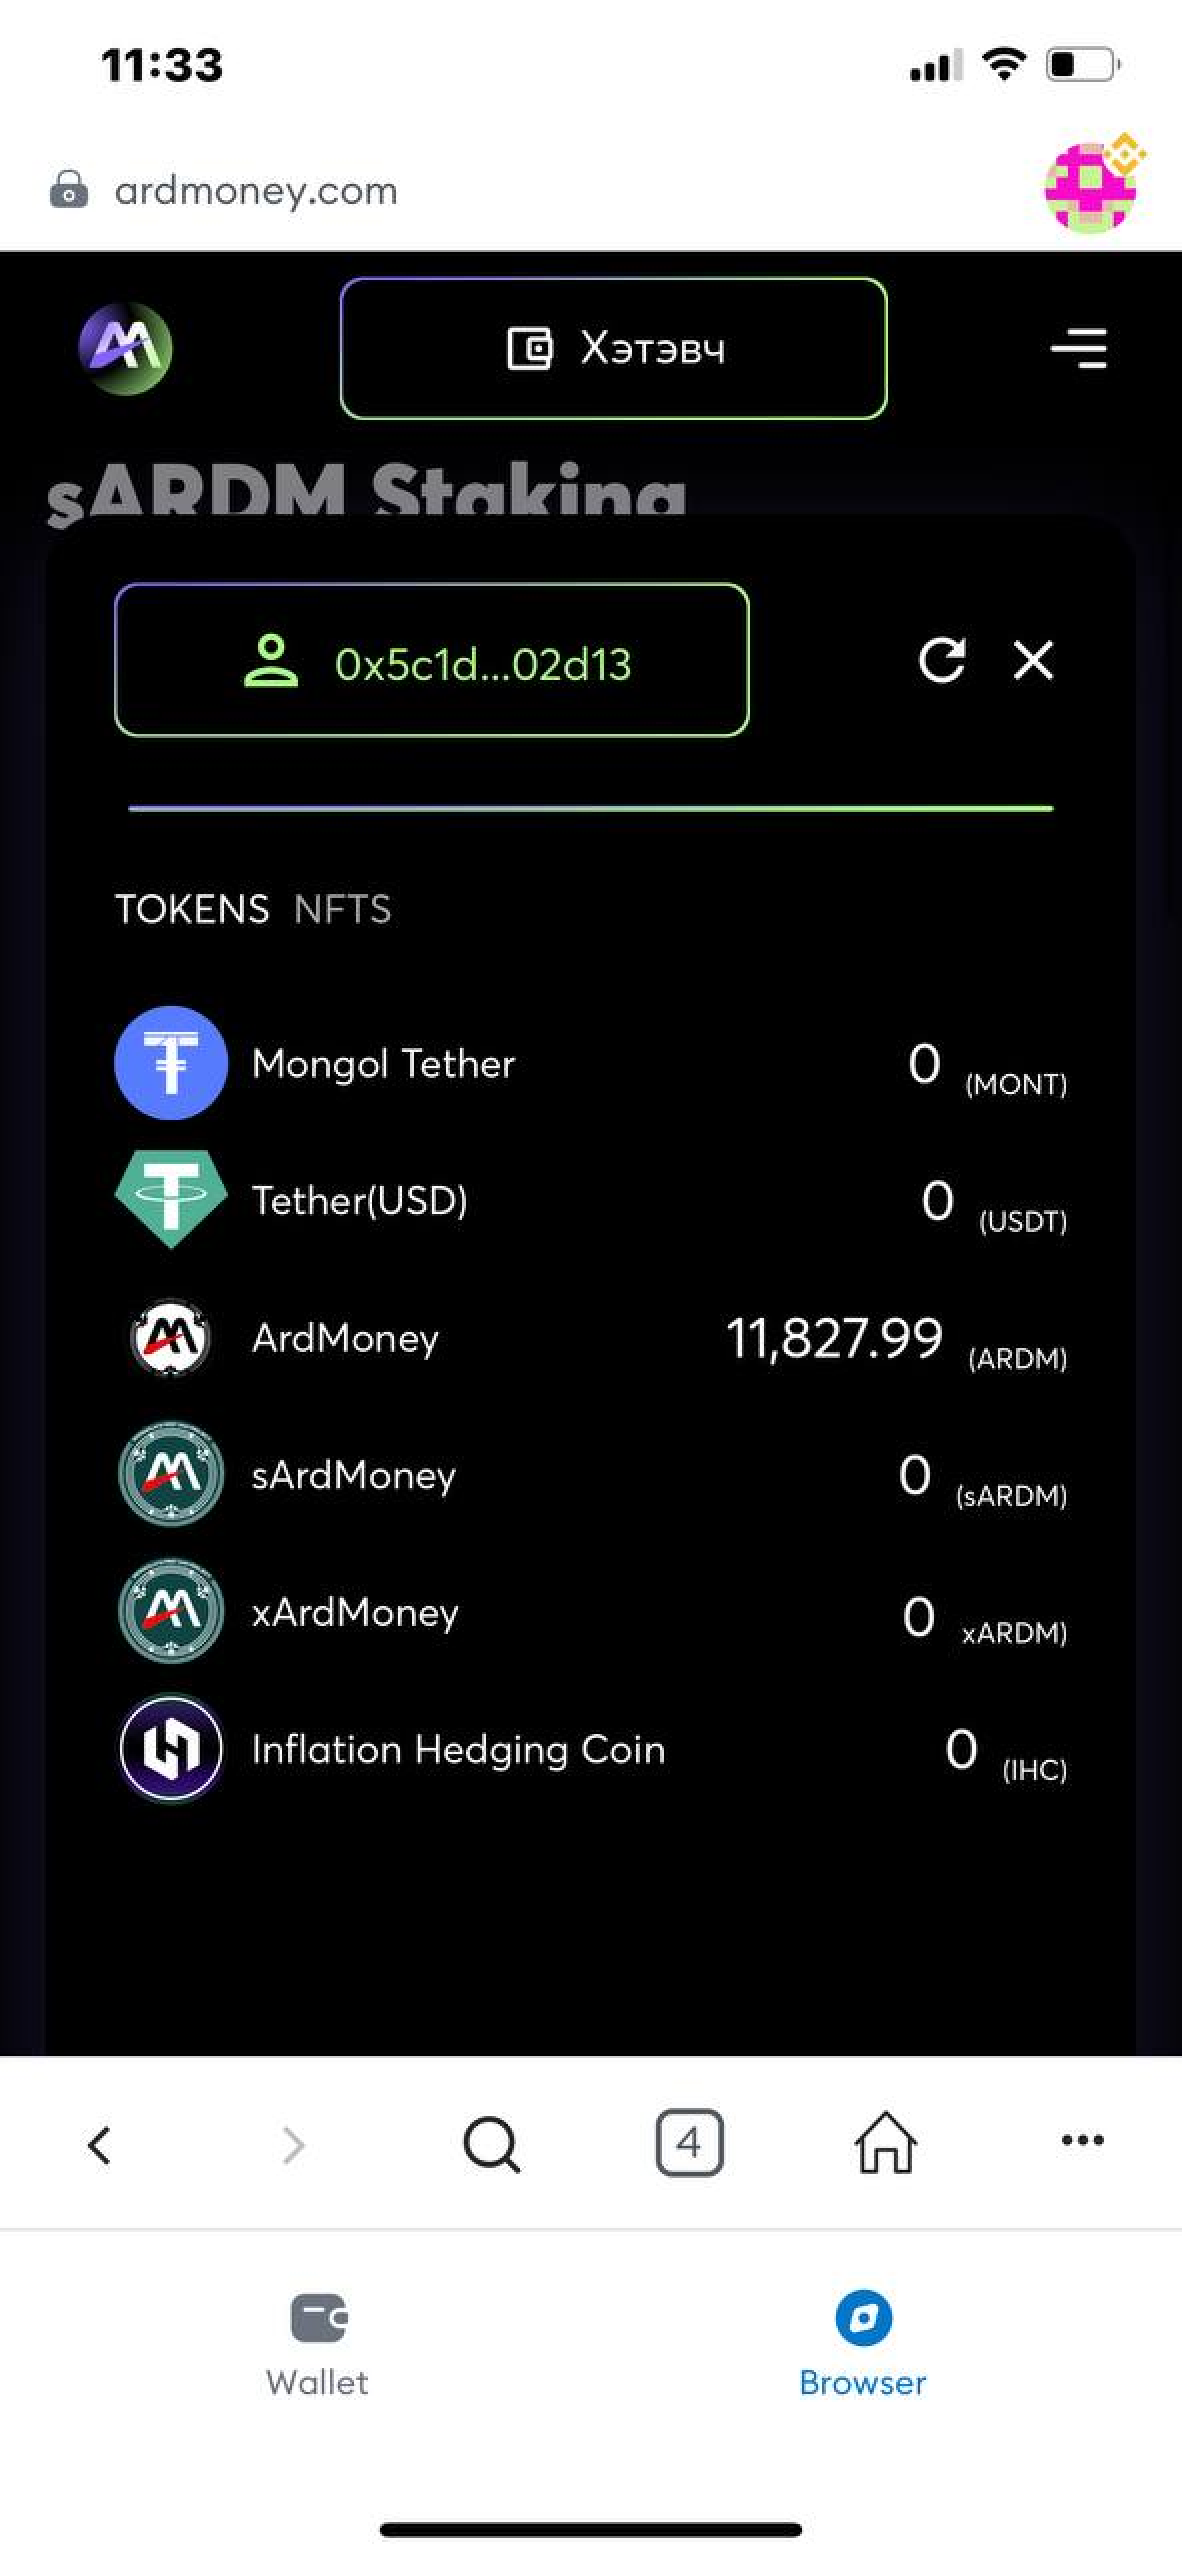 11:33
ardmoney.com
Хэтэвч
sARDM Staking
0x5c1d...02d13
TOKENS NFTS
Mongol Tether 0 (MONT)
Tether(USD) 0 (USDT)
ArdMoney 11,827.99 (ARDM)
sArdMoney 0 (sARDM)
xArdMoney 0 xARDM)
Inflation Hedging Coin 0 (IHC)
4
Wallet Browser